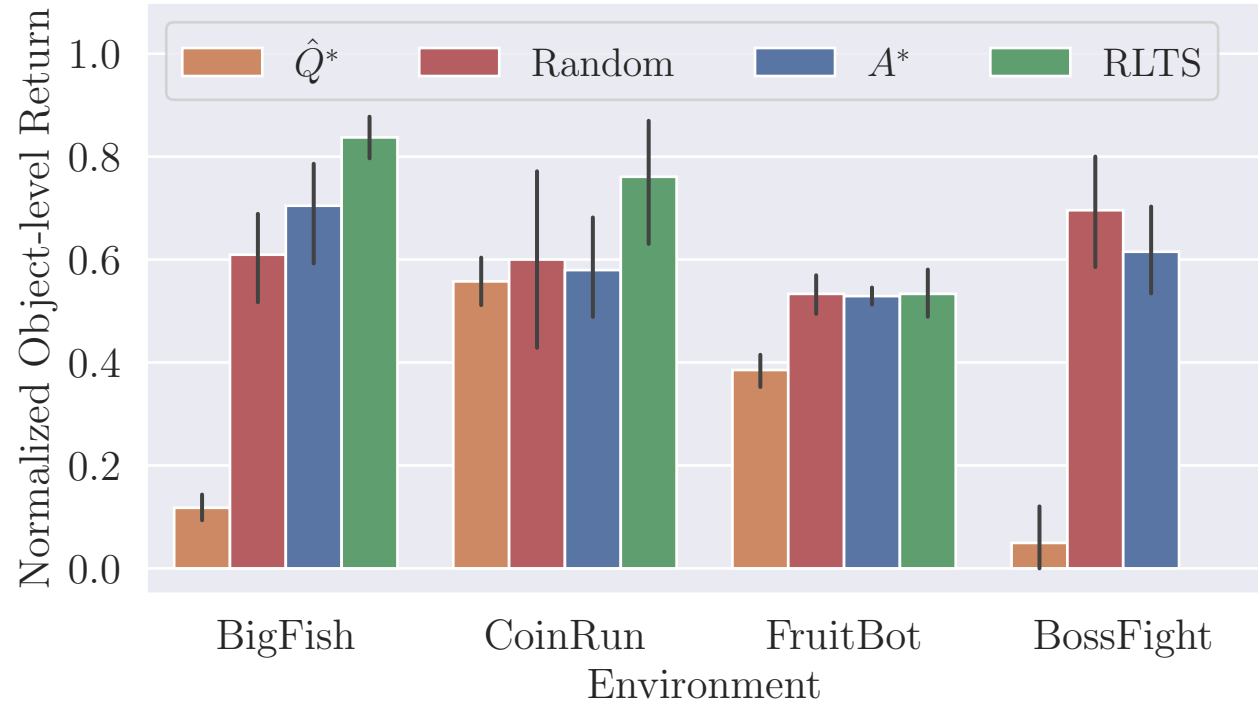 Normalized Object-level Return
1.0
0.8
0.6
0.4
0.2
0.0
Q̂* Random A* RLTS
BigFish CoinRun FruitBot BossFight
Environment